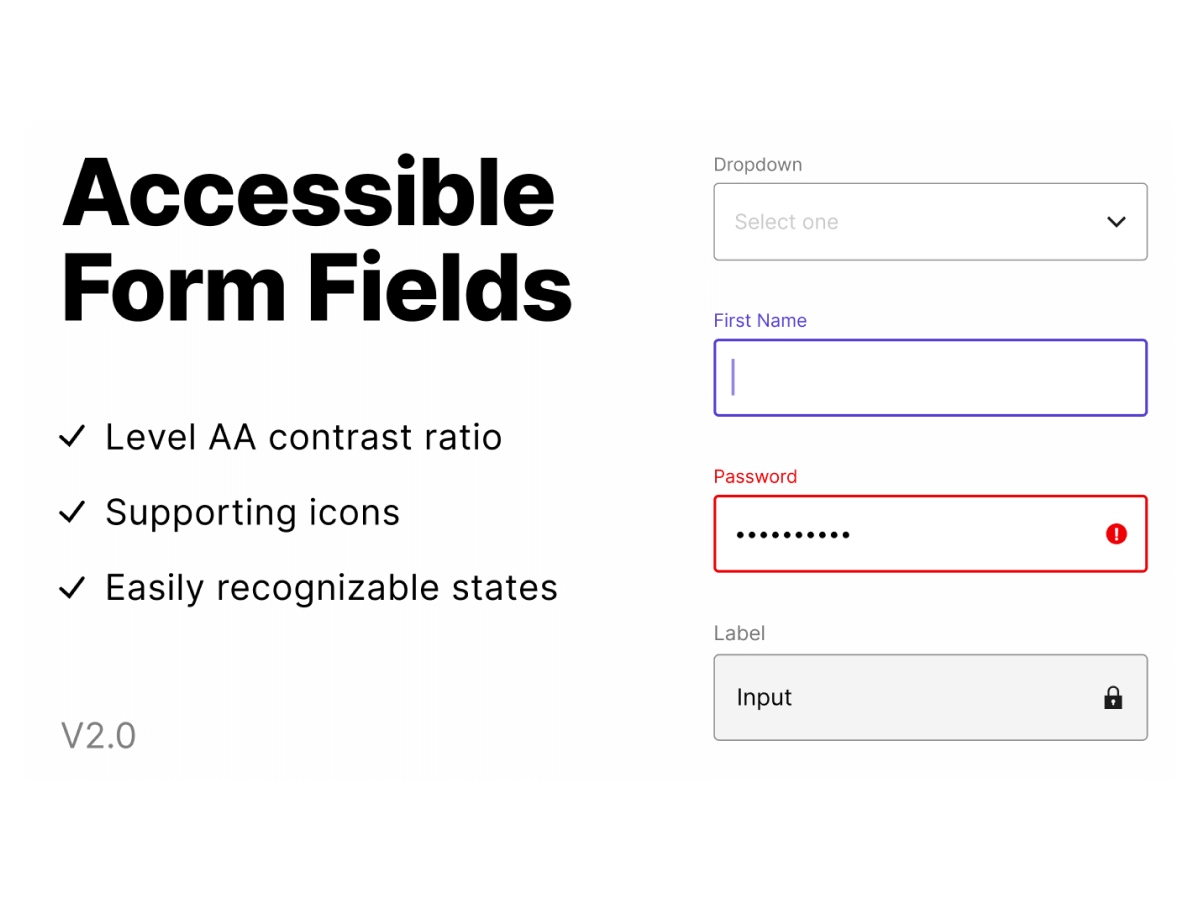 Accessible
Form Fields
Level AA contrast ratio
Supporting icons
Easily recognizable states
V2.0
Dropdown
Select one
First Name
Password
••••••••••
Label
Input